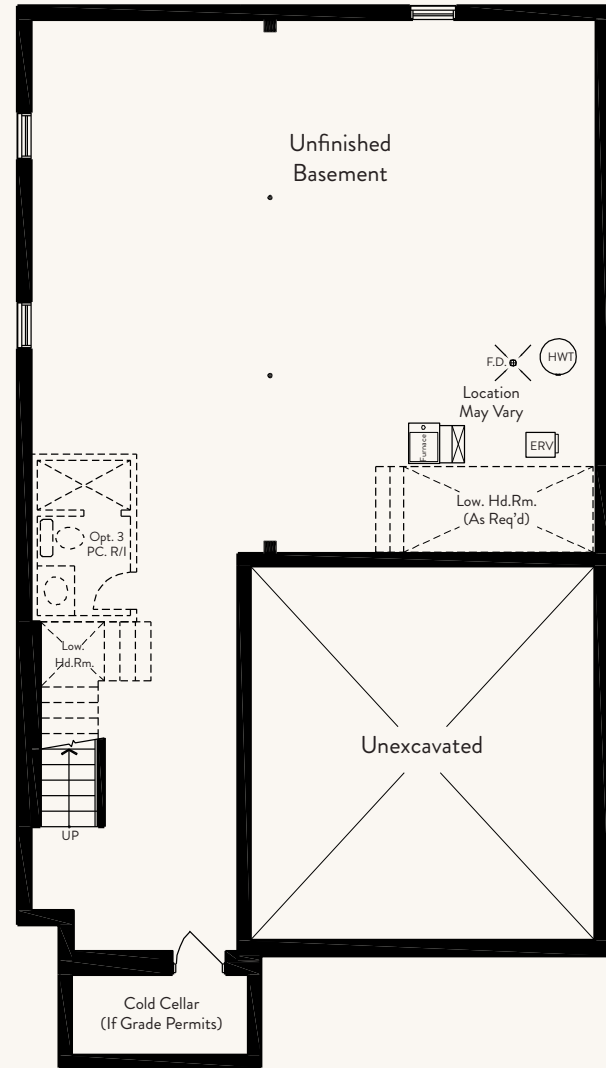 Unfinished
Basement
F.D.
HWT
Location
May Vary
Furnace
ERV
Low. Hd.Rm.
(As Req'd)
Opt. 3
PC. R/I
Low.
Hd.Rm.
Unexcavated
UP
Cold Cellar
(If Grade Permits)